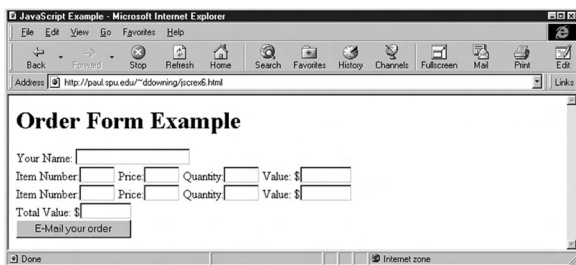 JavaScript Example - Microsoft Internet Explorer
File Edit View Go Favorites Help
Back Forward Stop Refresh Home Search Favorites History Channels Fullscreen Mail Print Edit
Address http://paul.spu.edu/~ddowning/jscrex6.html Links
Order Form Example
Your Name:
Item Number: Price: Quantity: Value: $
Item Number: Price: Quantity: Value: $
Total Value: $
E-Mail your order
Done Internet zone